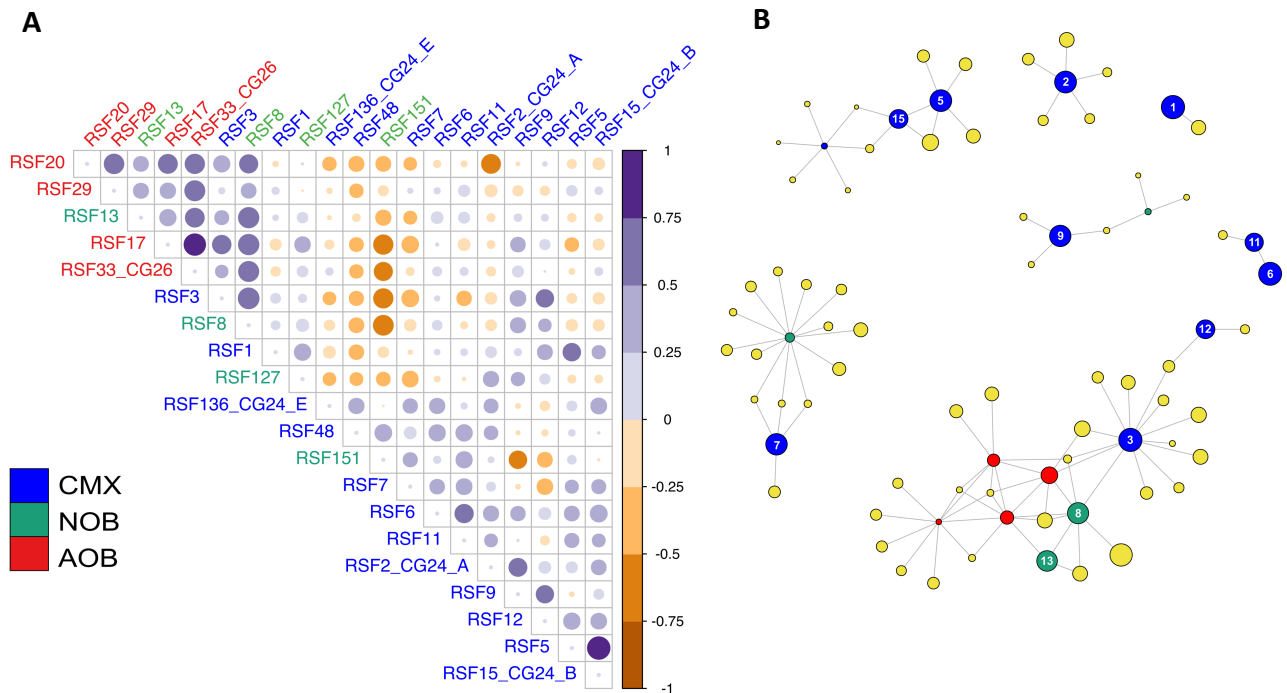 A
B
RSF20
RSF29
RSF13
RSF17
RSF33_CG26
RSF3
RSF8
RSF1
RSF127
RSF136_CG24_E
RSF48
RSF151
RSF7
RSF6
RSF11
RSF2_CG24_A
RSF9
RSF12
RSF5
RSF15_CG24_B
RSF20
RSF29
RSF13
RSF17
RSF33_CG26
RSF3
RSF8
RSF1
RSF127
RSF136_CG24_E
RSF48
RSF151
RSF7
RSF6
RSF11
RSF2_CG24_A
RSF9
RSF12
RSF5
RSF15_CG24_B
1
0.75
0.5
0.25
0
-0.25
-0.5
-0.75
-1
CMX
NOB
AOB
2
5
1
15
9
11
6
12
7
3
8
13